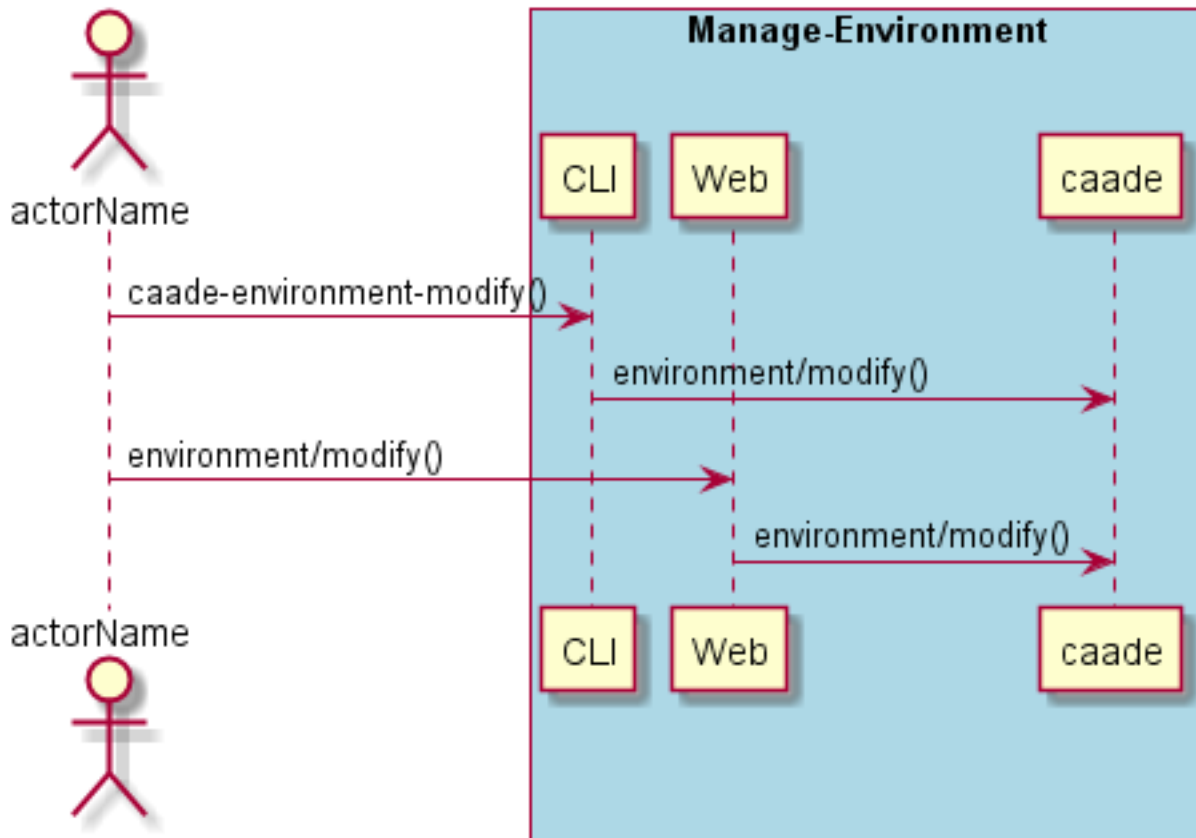 Manage-Environment
CLI
Web
caade
actorName
caade-environment-modify()
environment/modify()
environment/modify()
environment/modify()
actorName
CLI
Web
caade